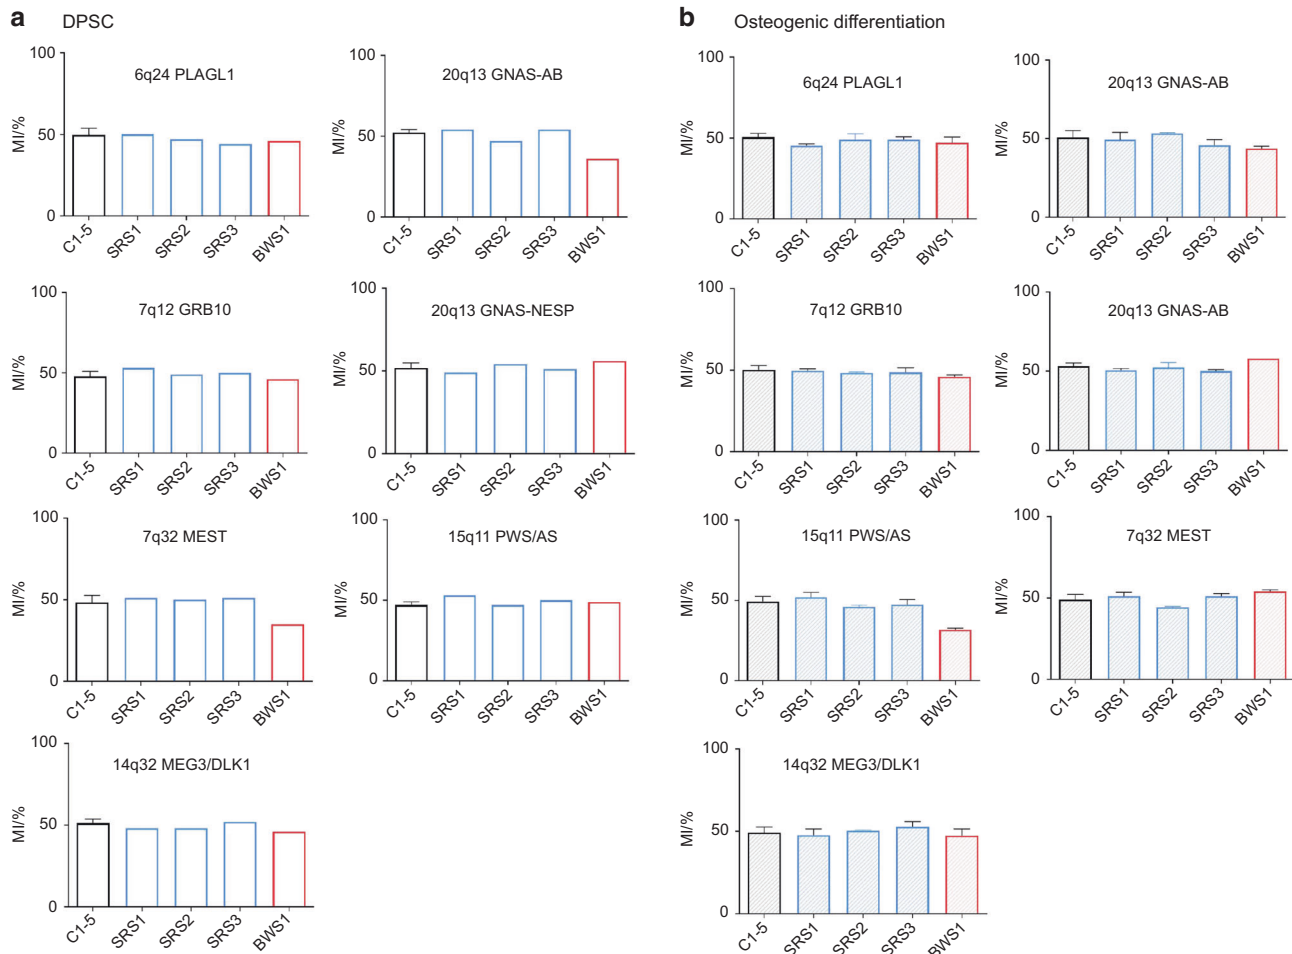 a DPSC
100
50
0
MI/%
6q24 PLAGL1
C1-5 SRS1 SRS2 SRS3 BWS1
100
50
0
MI/%
20q13 GNAS-AB
C1-5 SRS1 SRS2 SRS3 BWS1
100
50
0
MI/%
7q12 GRB10
C1-5 SRS1 SRS2 SRS3 BWS1
100
50
0
MI/%
20q13 GNAS-NESP
C1-5 SRS1 SRS2 SRS3 BWS1
100
50
0
MI/%
7q32 MEST
C1-5 SRS1 SRS2 SRS3 BWS1
100
50
0
MI/%
15q11 PWS/AS
C1-5 SRS1 SRS2 SRS3 BWS1
100
50
0
MI/%
14q32 MEG3/DLK1
C1-5 SRS1 SRS2 SRS3 BWS1
b Osteogenic differentiation
100
50
0
MI/%
6q24 PLAGL1
C1-5 SRS1 SRS2 SRS3 BWS1
100
50
0
MI/%
20q13 GNAS-AB
C1-5 SRS1 SRS2 SRS3 BWS1
100
50
0
MI/%
7q12 GRB10
C1-5 SRS1 SRS2 SRS3 BWS1
100
50
0
MI/%
20q13 GNAS-AB
C1-5 SRS1 SRS2 SRS3 BWS1
100
50
0
MI/%
15q11 PWS/AS
C1-5 SRS1 SRS2 SRS3 BWS1
100
50
0
MI/%
7q32 MEST
C1-5 SRS1 SRS2 SRS3 BWS1
100
50
0
MI/%
14q32 MEG3/DLK1
C1-5 SRS1 SRS2 SRS3 BWS1